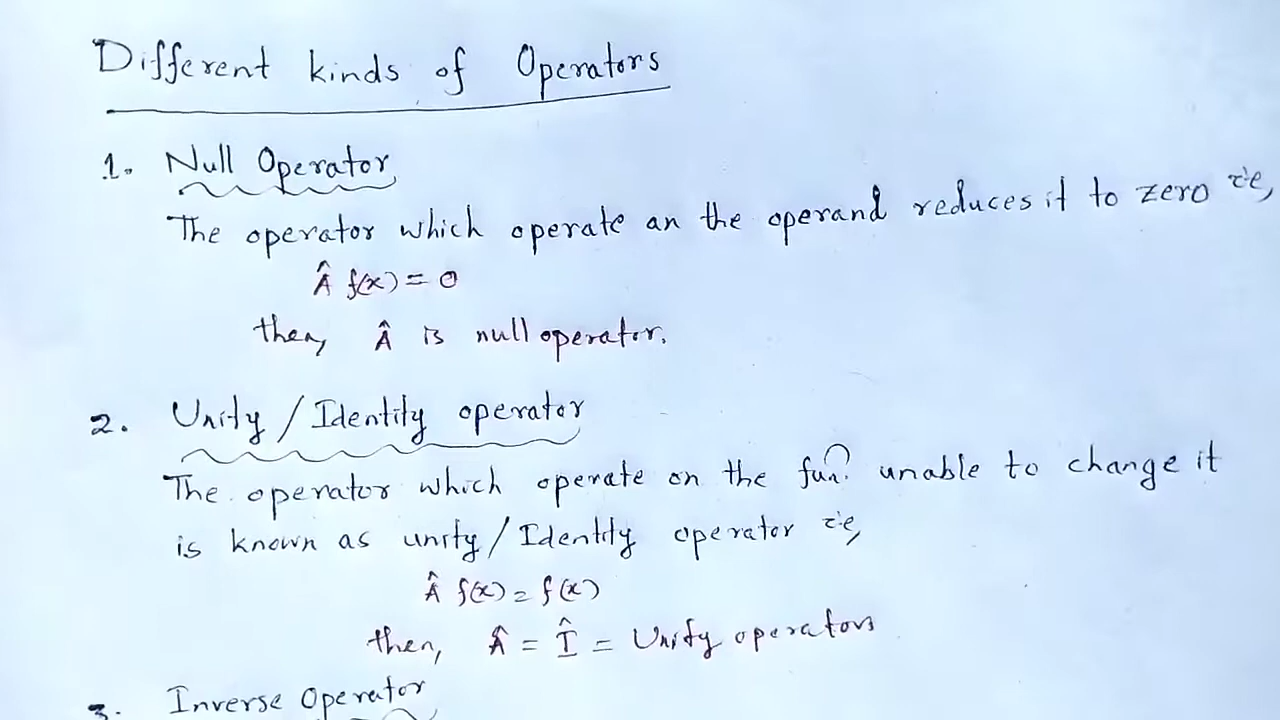 Different kinds of Operators
1. Null Operator
The operator which operate an the operand reduces it to zero i.e,
Â f(x) = 0
then, Â is null operator.
2. Unity / Identity operator
The operator which operate on the fun. unable to change it
is known as unity / Identity operator i.e,
Â f(x) = f(x)
then, Â = Î = Unity operators
3. Inverse Operator